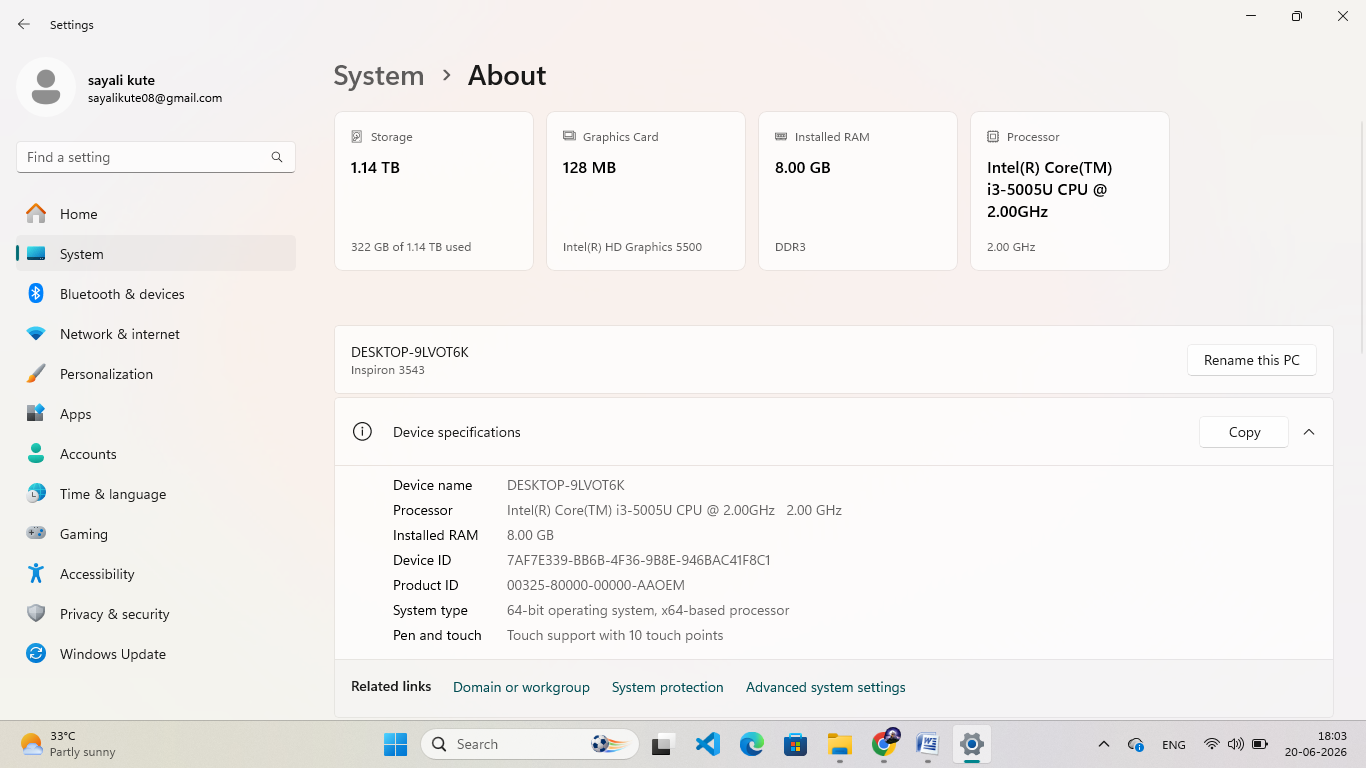 Settings
sayali kute
sayalikute08@gmail.com
Find a setting
Home
System
Bluetooth & devices
Network & internet
Personalization
Apps
Accounts
Time & language
Gaming
Accessibility
Privacy & security
Windows Update
System › About
Storage
1.14 TB
322 GB of 1.14 TB used
Graphics Card
128 MB
Intel(R) HD Graphics 5500
Installed RAM
8.00 GB
DDR3
Processor
Intel(R) Core(TM)
i3-5005U CPU @
2.00GHz
2.00 GHz
DESKTOP-9LVOT6K
Inspiron 3543
Rename this PC
Device specifications
Copy
Device name DESKTOP-9LVOT6K
Processor Intel(R) Core(TM) i3-5005U CPU @ 2.00GHz 2.00 GHz
Installed RAM 8.00 GB
Device ID 7AF7E339-BB6B-4F36-9B8E-946BAC41F8C1
Product ID 00325-80000-00000-AAOEM
System type 64-bit operating system, x64-based processor
Pen and touch Touch support with 10 touch points
Related links Domain or workgroup System protection Advanced system settings
33°C
Partly sunny
Search
ENG
18:03
20-06-2026